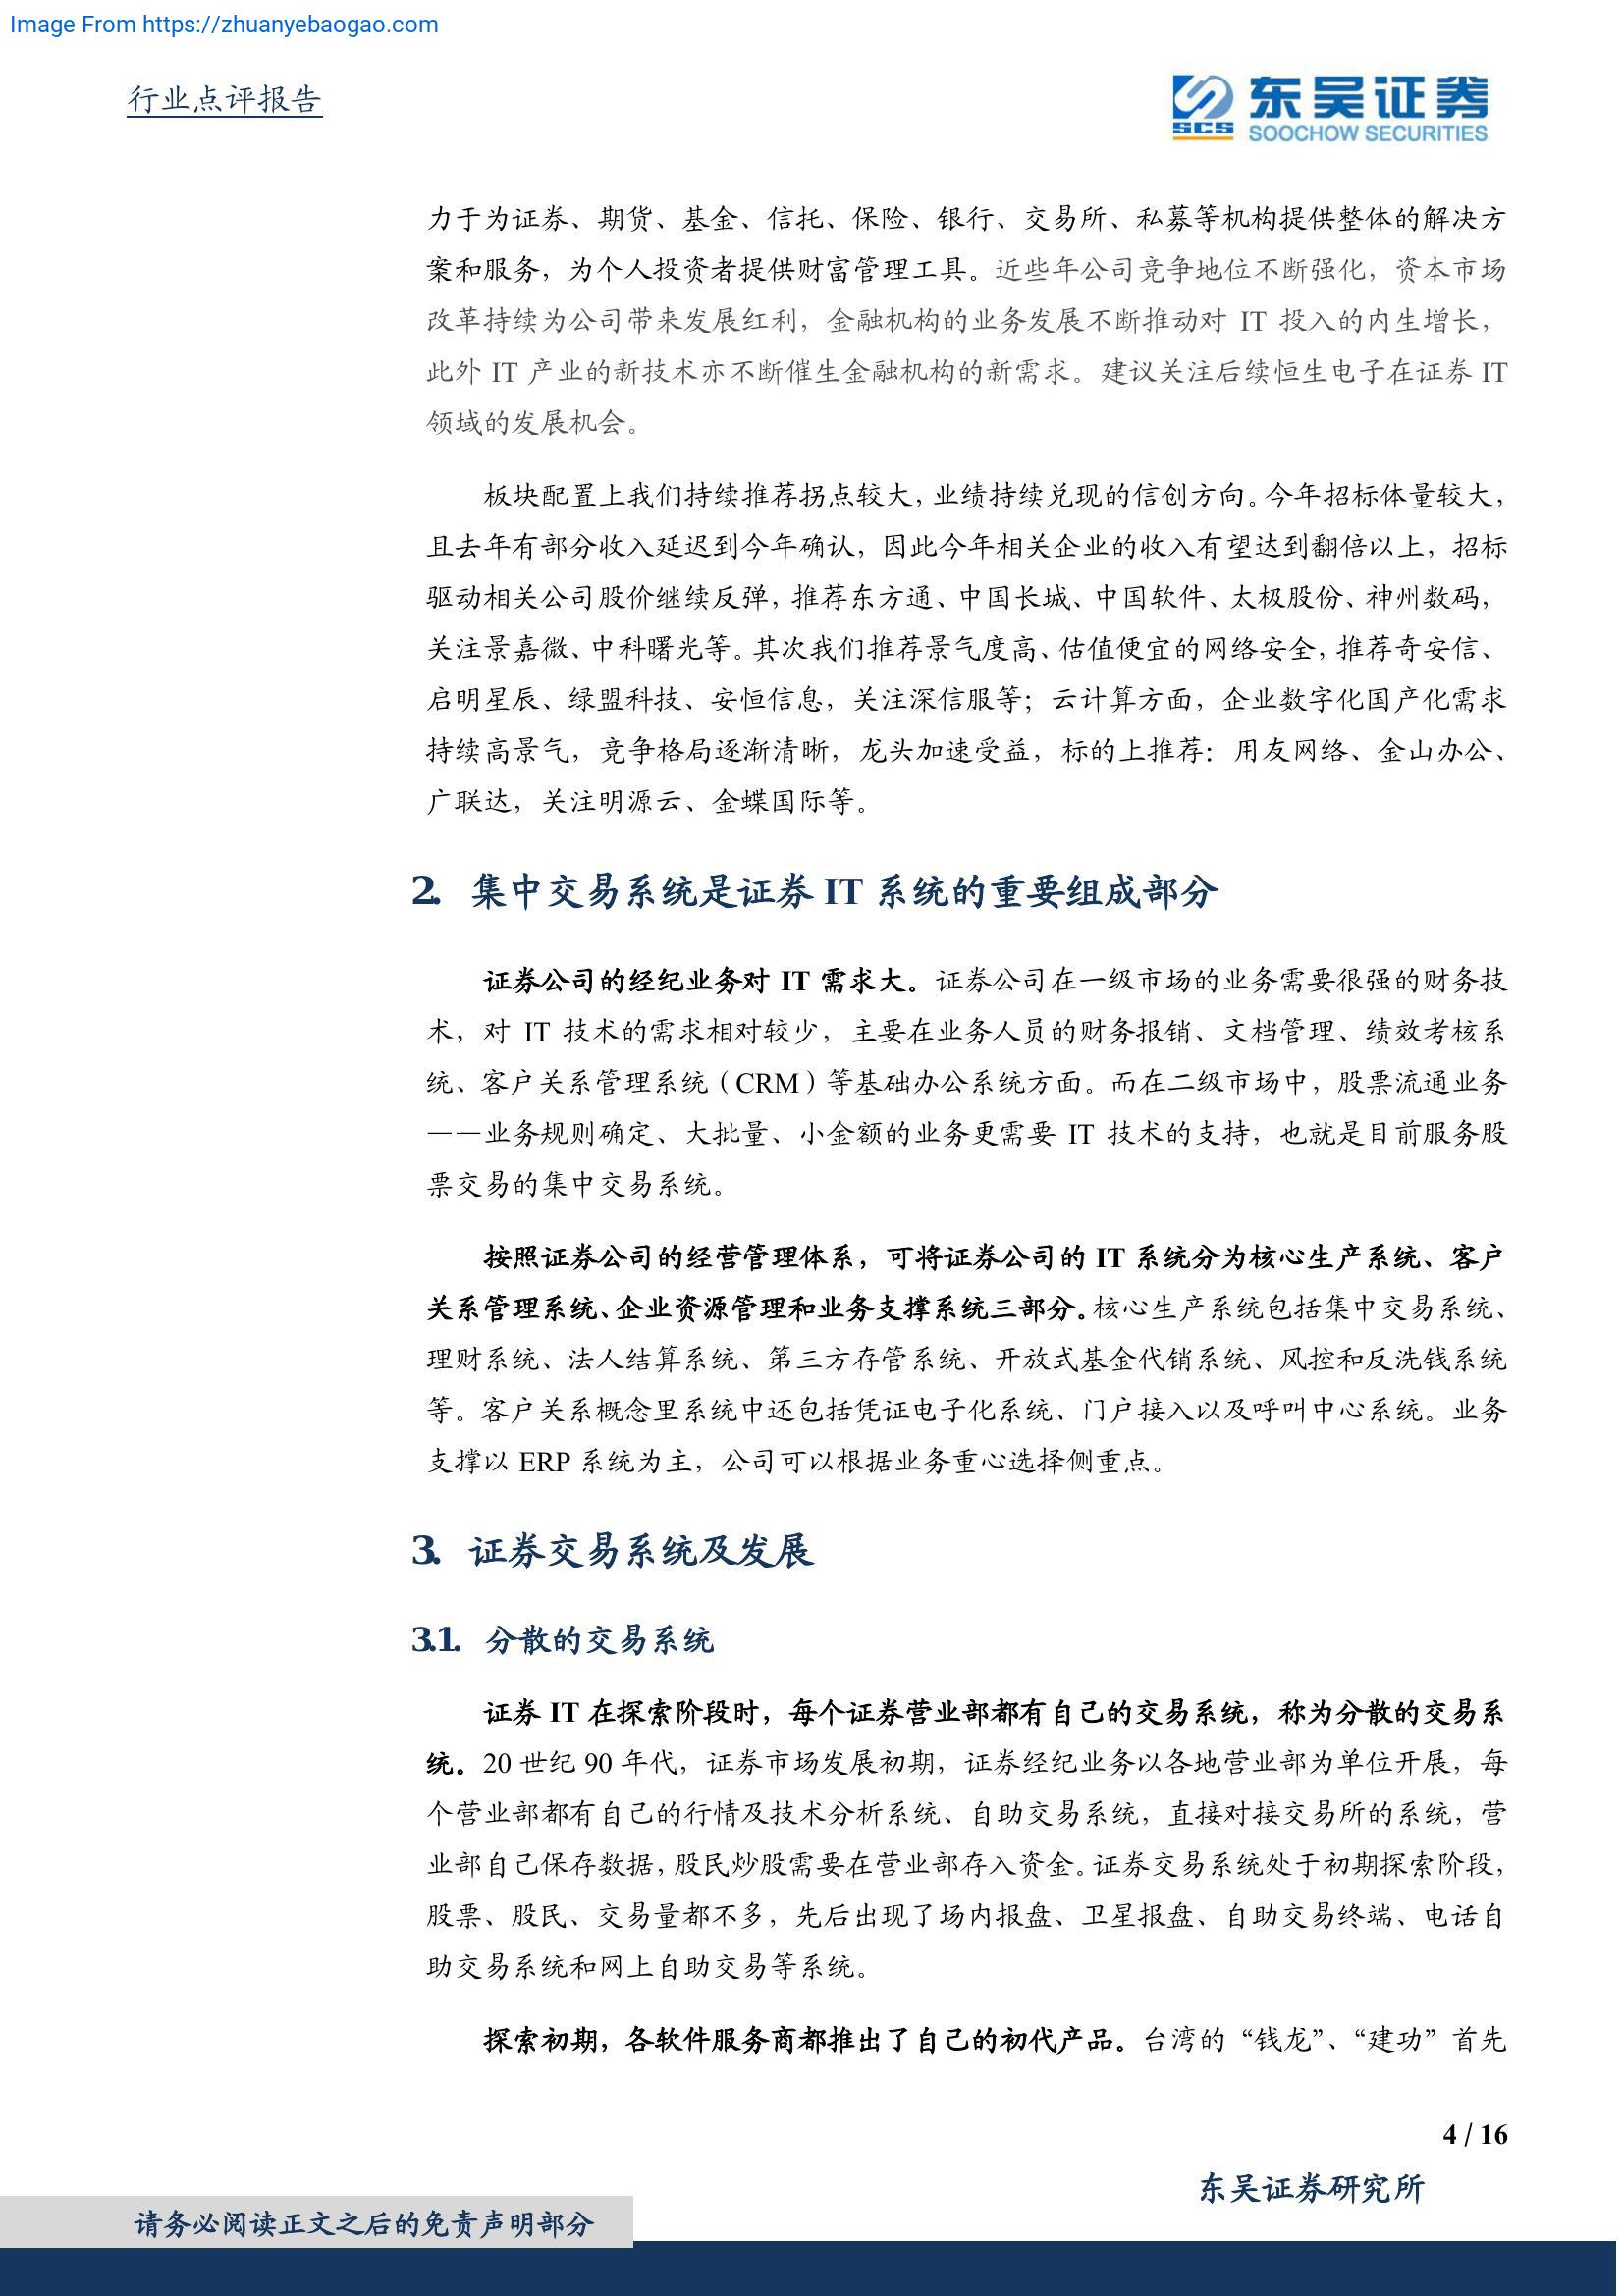 Image From https://zhuanyebaogao.com
行业点评报告
东吴证券
SCS
SOOCHOW SECURITIES
力于为证券、期货、基金、信托、保险、银行、交易所、私募等机构提供整体的解决方
案和服务，为个人投资者提供财富管理工具。近些年公司竞争地位不断强化，资本市场
改革持续为公司带来发展红利，金融机构的业务发展不断推动对 IT 投入的内生增长，
此外 IT 产业的新技术亦不断催生金融机构的新需求。建议关注后续恒生电子在证券 IT
领域的发展机会。
板块配置上我们持续推荐拐点较大，业绩持续兑现的信创方向。今年招标体量较大，
且去年有部分收入延迟到今年确认，因此今年相关企业的收入有望达到翻倍以上，招标
驱动相关公司股价继续反弹，推荐东方通、中国长城、中国软件、太极股份、神州数码，
关注景嘉微、中科曙光等。其次我们推荐景气度高、估值便宜的网络安全，推荐奇安信、
启明星辰、绿盟科技、安恒信息，关注深信服等；云计算方面，企业数字化国产化需求
持续高景气，竞争格局逐渐清晰，龙头加速受益，标的上推荐：用友网络、金山办公、
广联达，关注明源云、金蝶国际等。
2. 集中交易系统是证券 IT 系统的重要组成部分
证券公司的经纪业务对 IT 需求大。证券公司在一级市场的业务需要很强的财务技
术，对 IT 技术的需求相对较少，主要在业务人员的财务报销、文档管理、绩效考核系
统、客户关系管理系统（CRM）等基础办公系统方面。而在二级市场中，股票流通业务
——业务规则确定、大批量、小金额的业务更需要 IT 技术的支持，也就是目前服务股
票交易的集中交易系统。
按照证券公司的经营管理体系，可将证券公司的 IT 系统分为核心生产系统、客户
关系管理系统、企业资源管理和业务支撑系统三部分。核心生产系统包括集中交易系统、
理财系统、法人结算系统、第三方存管系统、开放式基金代销系统、风控和反洗钱系统
等。客户关系概念里系统中还包括凭证电子化系统、门户接入以及呼叫中心系统。业务
支撑以 ERP 系统为主，公司可以根据业务重心选择侧重点。
3. 证券交易系统及发展
3.1. 分散的交易系统
证券 IT 在探索阶段时，每个证券营业部都有自己的交易系统，称为分散的交易系
统。20 世纪 90 年代，证券市场发展初期，证券经纪业务以各地营业部为单位开展，每
个营业部都有自己的行情及技术分析系统、自助交易系统，直接对接交易所的系统，营
业部自己保存数据，股民炒股需要在营业部存入资金。证券交易系统处于初期探索阶段，
股票、股民、交易量都不多，先后出现了场内报盘、卫星报盘、自助交易终端、电话自
助交易系统和网上自助交易等系统。
探索初期，各软件服务商都推出了自己的初代产品。台湾的“钱龙”、“建功”首先
4 / 16
东吴证券研究所
请务必阅读正文之后的免责声明部分